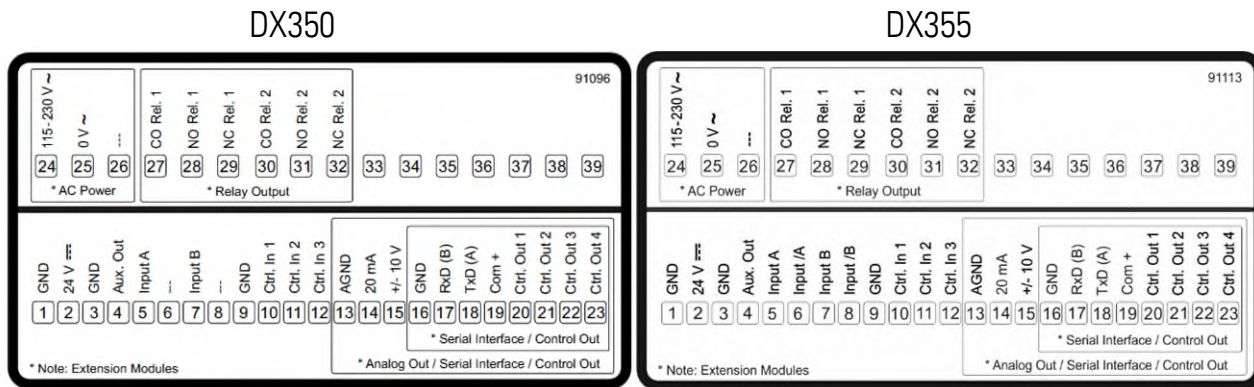 DX350
91096
115-230 V ~
0 V ~
---
CO Rel. 1
NO Rel. 1
NC Rel. 1
CO Rel. 2
NO Rel. 2
NC Rel. 2
24 25 26 27 28 29 30 31 32 33 34 35 36 37 38 39
* AC Power
* Relay Output
GND
24 V ⎓
GND
Aux. Out
Input A
---
Input B
---
GND
Ctrl. In 1
Ctrl. In 2
Ctrl. In 3
AGND
20 mA
+/- 10 V
GND
RxD (B)
TxD (A)
Com +
Ctrl. Out 1
Ctrl. Out 2
Ctrl. Out 3
Ctrl. Out 4
1 2 3 4 5 6 7 8 9 10 11 12 13 14 15 16 17 18 19 20 21 22 23
* Serial Interface / Control Out
* Note: Extension Modules
* Analog Out / Serial Interface / Control Out
DX355
91113
115-230 V ~
0 V ~
---
CO Rel. 1
NO Rel. 1
NC Rel. 1
CO Rel. 2
NO Rel. 2
NC Rel. 2
24 25 26 27 28 29 30 31 32 33 34 35 36 37 38 39
* AC Power
* Relay Output
GND
24 V ⎓
GND
Aux. Out
Input A
Input /A
Input B
Input /B
GND
Ctrl. In 1
Ctrl. In 2
Ctrl. In 3
AGND
20 mA
+/- 10 V
GND
RxD (B)
TxD (A)
Com +
Ctrl. Out 1
Ctrl. Out 2
Ctrl. Out 3
Ctrl. Out 4
1 2 3 4 5 6 7 8 9 10 11 12 13 14 15 16 17 18 19 20 21 22 23
* Serial Interface / Control Out
* Note: Extension Modules
* Analog Out / Serial Interface / Control Out